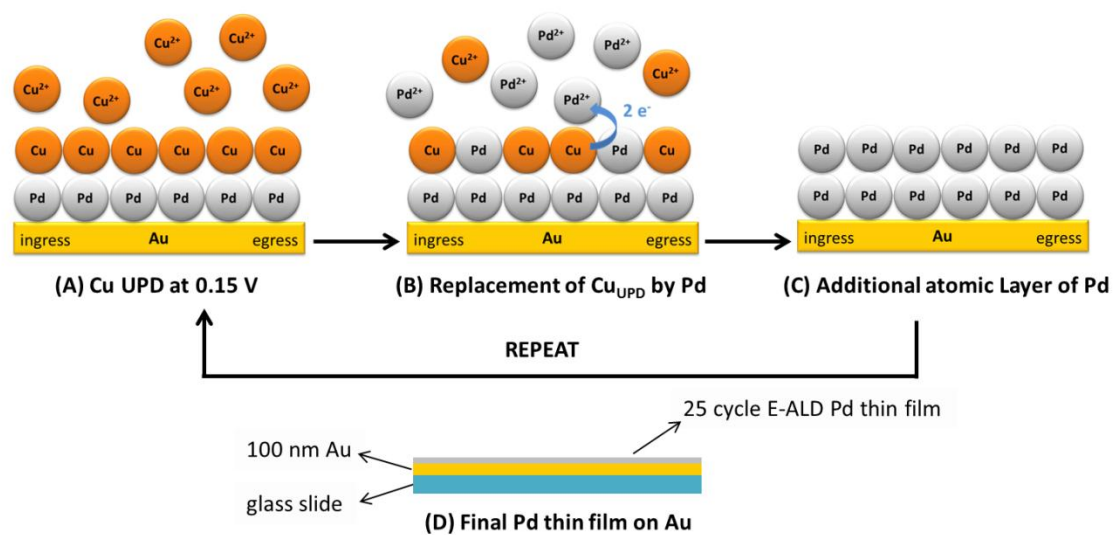 Cu²⁺ Cu²⁺
Cu²⁺ Cu²⁺ Cu²⁺ Cu²⁺
Cu Cu Cu Cu Cu Cu
Pd Pd Pd Pd Pd Pd
ingress Au egress
(A) Cu UPD at 0.15 V
Pd²⁺ Pd²⁺
Cu²⁺ Cu²⁺
Pd²⁺ Pd²⁺ Pd²⁺
2 e⁻
Cu Pd Cu Cu Pd Cu
Pd Pd Pd Pd Pd Pd
ingress Au egress
(B) Replacement of Cu_UPD by Pd
Pd Pd Pd Pd Pd Pd
Pd Pd Pd Pd Pd Pd
ingress Au egress
(C) Additional atomic Layer of Pd
REPEAT
25 cycle E-ALD Pd thin film
100 nm Au
glass slide
(D) Final Pd thin film on Au